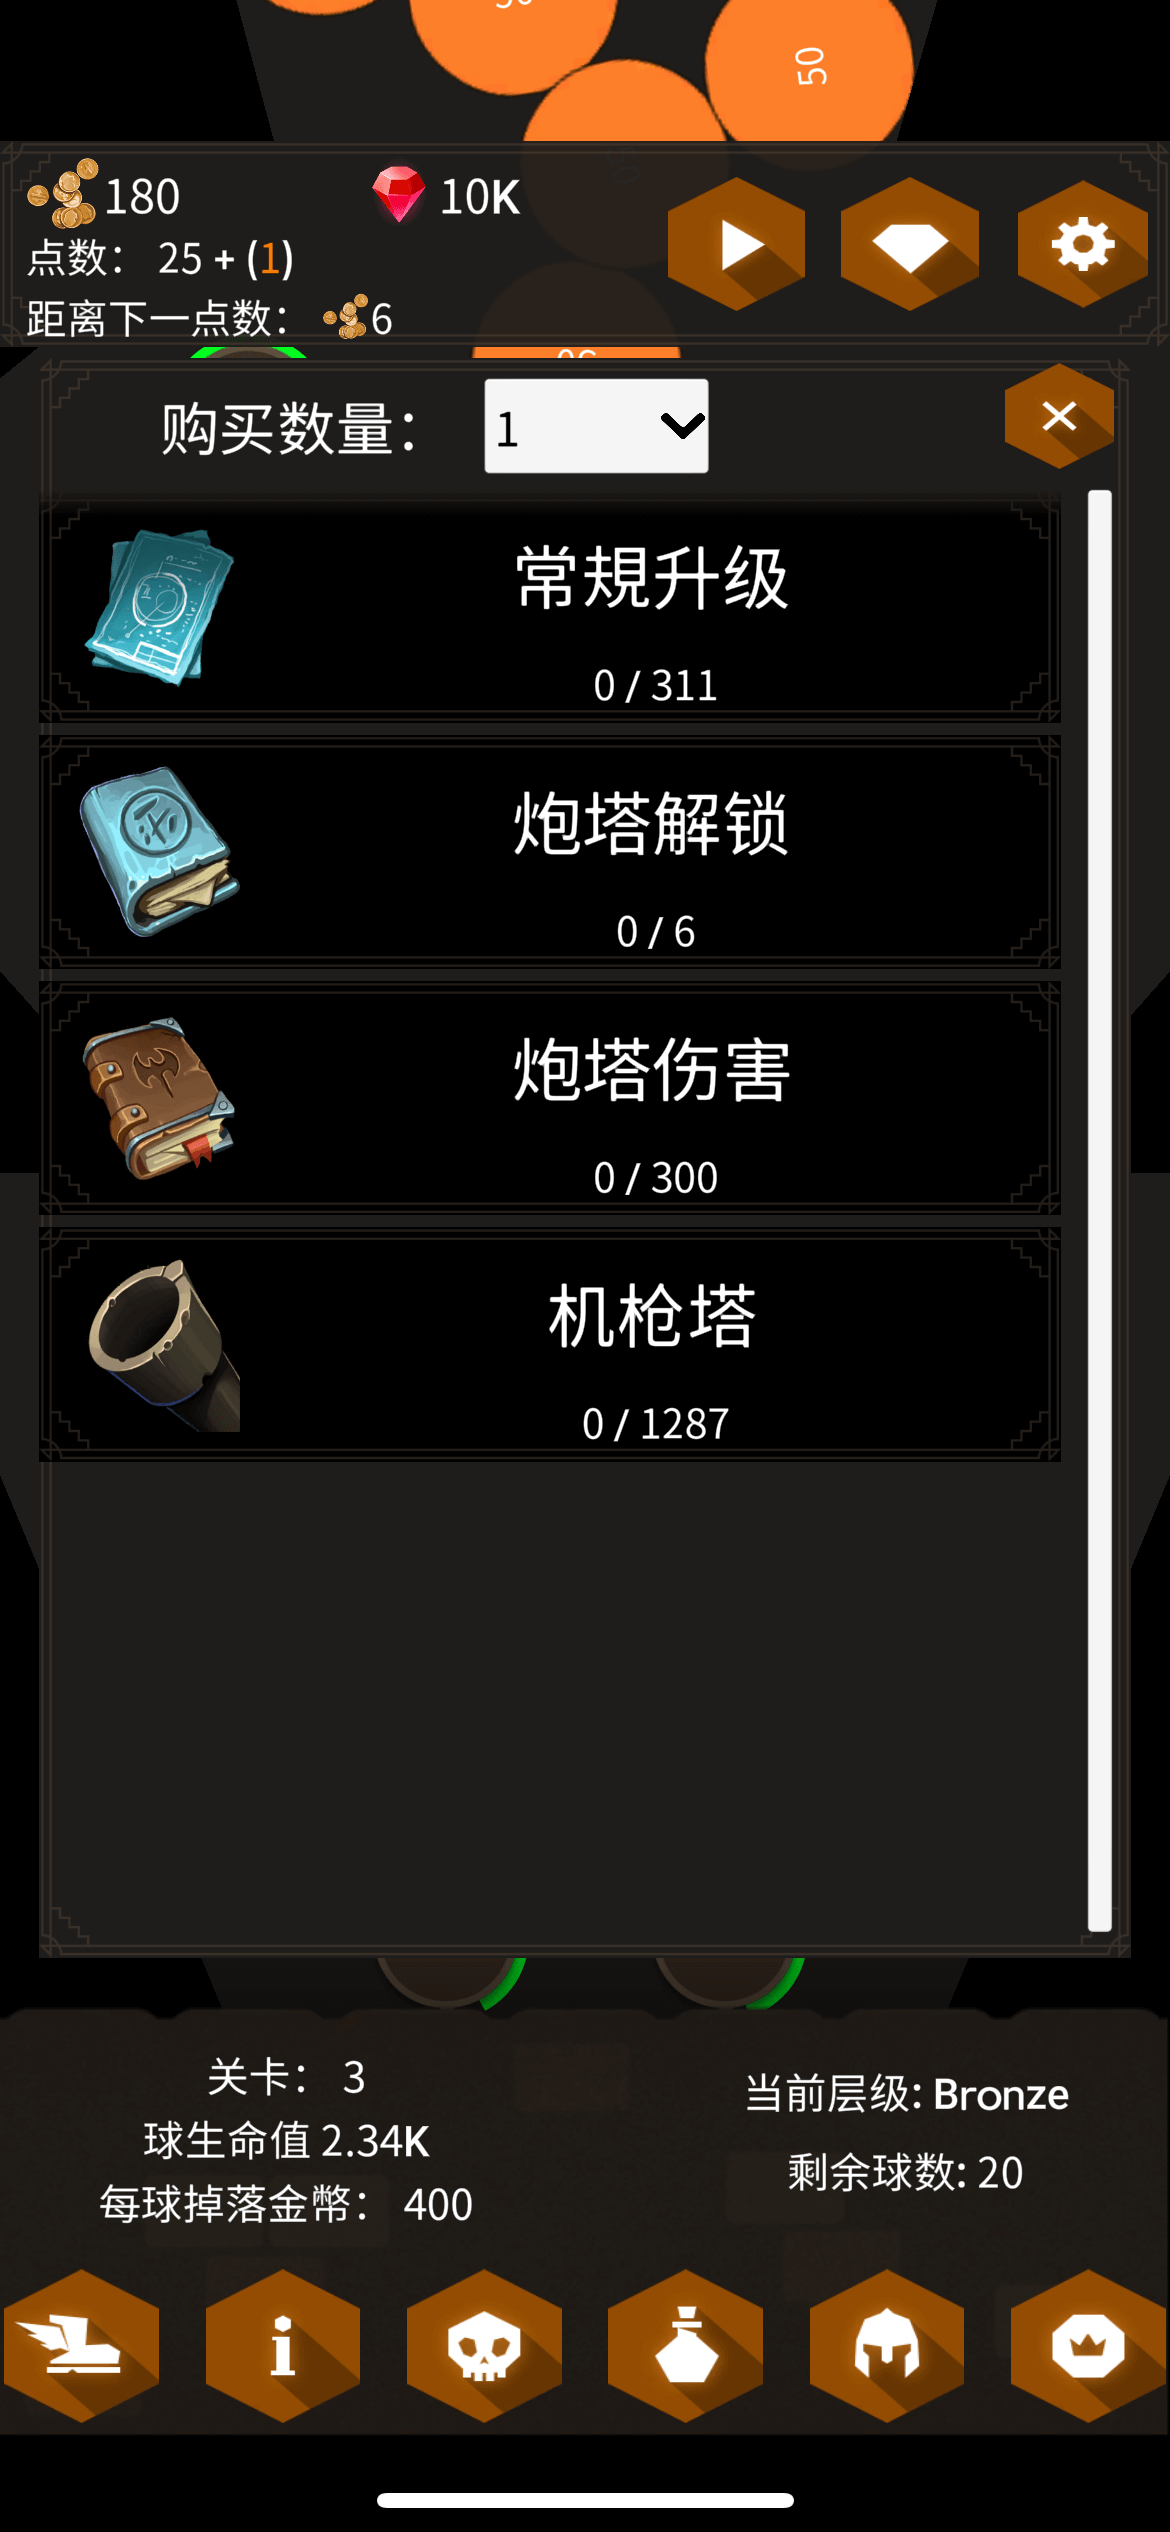 50
180
10K
点数： 25 + (1)
距离下一点数： 6
购买数量：
1
常規升级
0 / 311
炮塔解锁
0 / 6
炮塔伤害
0 / 300
机枪塔
0 / 1287
关卡： 3
球生命值 2.34K
每球掉落金幣： 400
当前层级: Bronze
剩余球数: 20